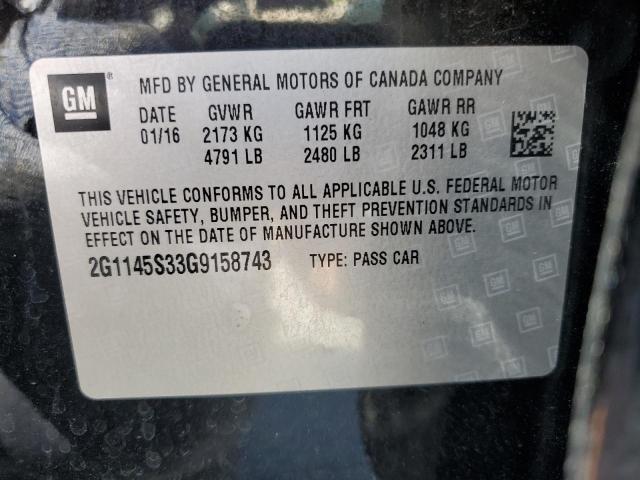 GM ®
MFD BY GENERAL MOTORS OF CANADA COMPANY
DATE GVWR GAWR FRT GAWR RR
01/16 2173 KG 1125 KG 1048 KG
4791 LB 2480 LB 2311 LB
THIS VEHICLE CONFORMS TO ALL APPLICABLE U.S. FEDERAL MOTOR
VEHICLE SAFETY, BUMPER, AND THEFT PREVENTION STANDARDS IN
EFFECT ON THE DATE OF MANUFACTURE SHOWN ABOVE.
2G1145S33G9158743 TYPE: PASS CAR